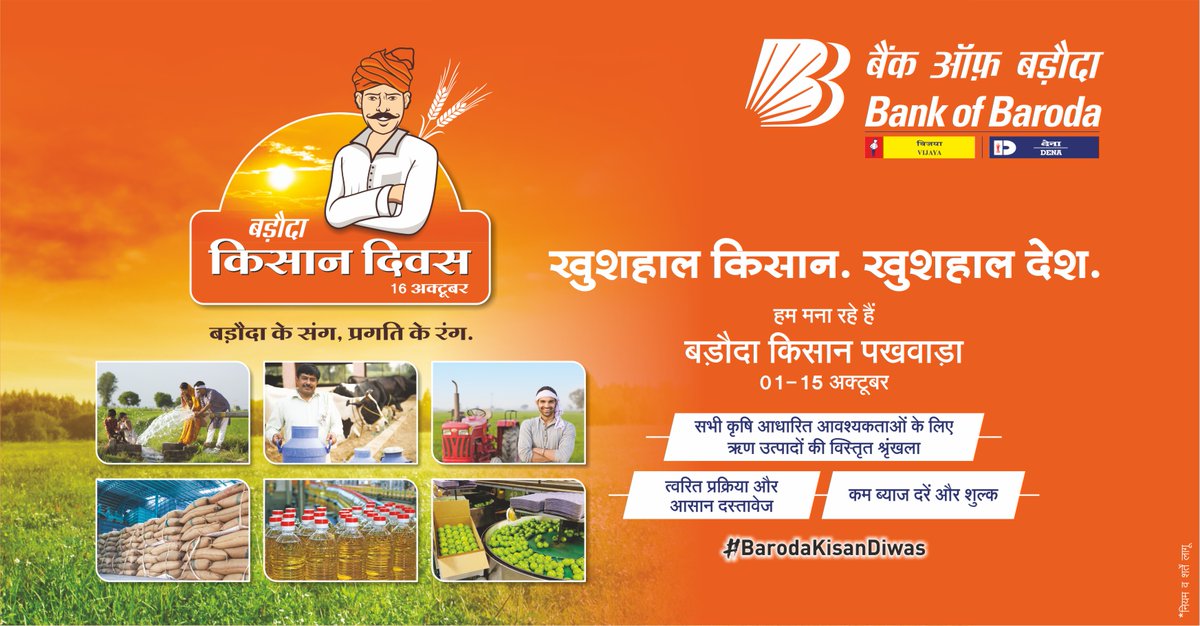 बड़ौदा
किसान दिवस
16 अक्टूबर
बड़ौदा के संग, प्रगति के रंग.
बैंक ऑफ़ बड़ौदा
Bank of Baroda
विजया
VIJAYA
देना
DENA
खुशहाल किसान. खुशहाल देश.
हम मना रहे हैं
बड़ौदा किसान पखवाड़ा
01-15 अक्टूबर
सभी कृषि आधारित आवश्यकताओं के लिए
ऋण उत्पादों की विस्तृत श्रृंखला
त्वरित प्रक्रिया और
आसान दस्तावेज
कम ब्याज दरें और शुल्क
#BarodaKisanDiwas
*नियम व शर्तें लागू